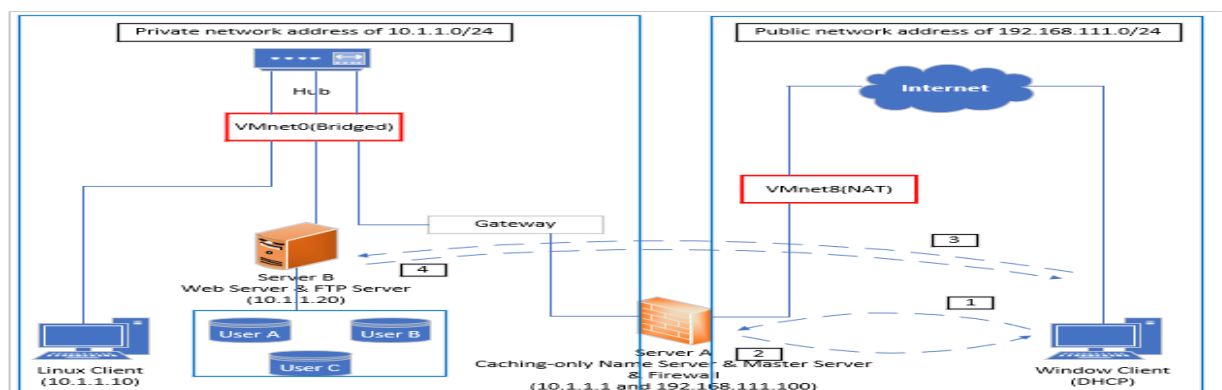 Private network address of 10.1.1.0/24
Public network address of 192.168.111.0/24
Hub
Internet
VMnet0(Bridged)
VMnet8(NAT)
Gateway
3
4
Server B
Web Server & FTP Server
(10.1.1.20)
1
User A
User B
User C
2
Server A
Caching-only Name Server & Master Server
& Firewall
(10.1.1.1 and 192.168.111.100)
Linux Client
(10.1.1.10)
Window Client
(DHCP)